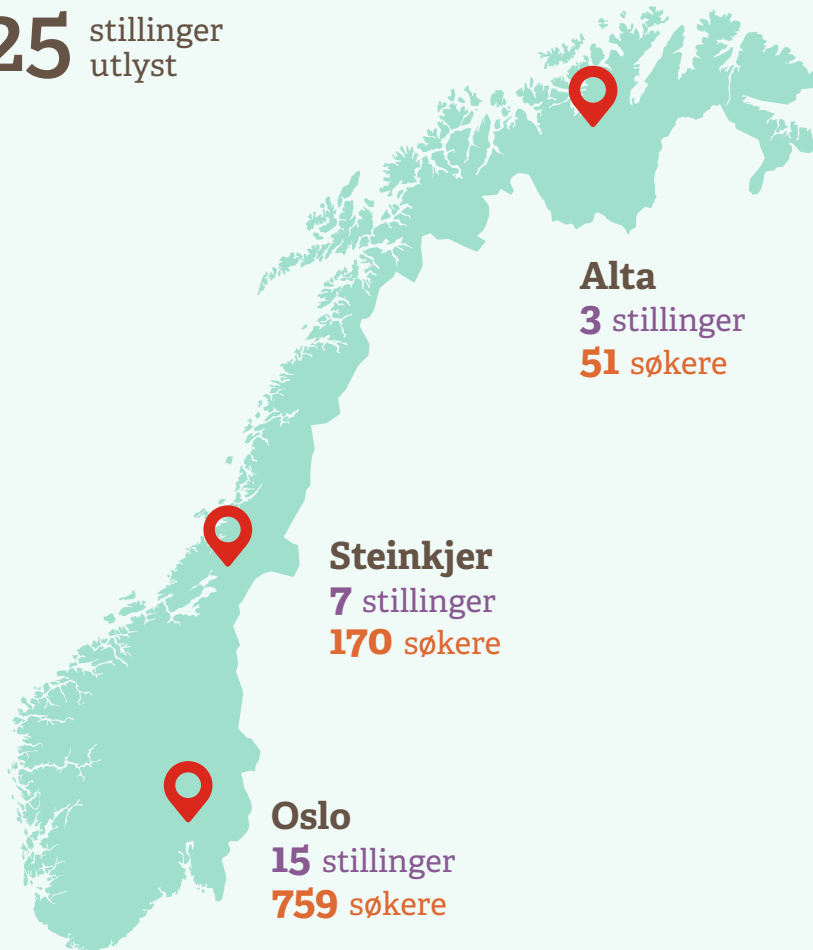 25 stillinger
utlyst
Alta
3 stillinger
51 søkere
Steinkjer
7 stillinger
170 søkere
Oslo
15 stillinger
759 søkere